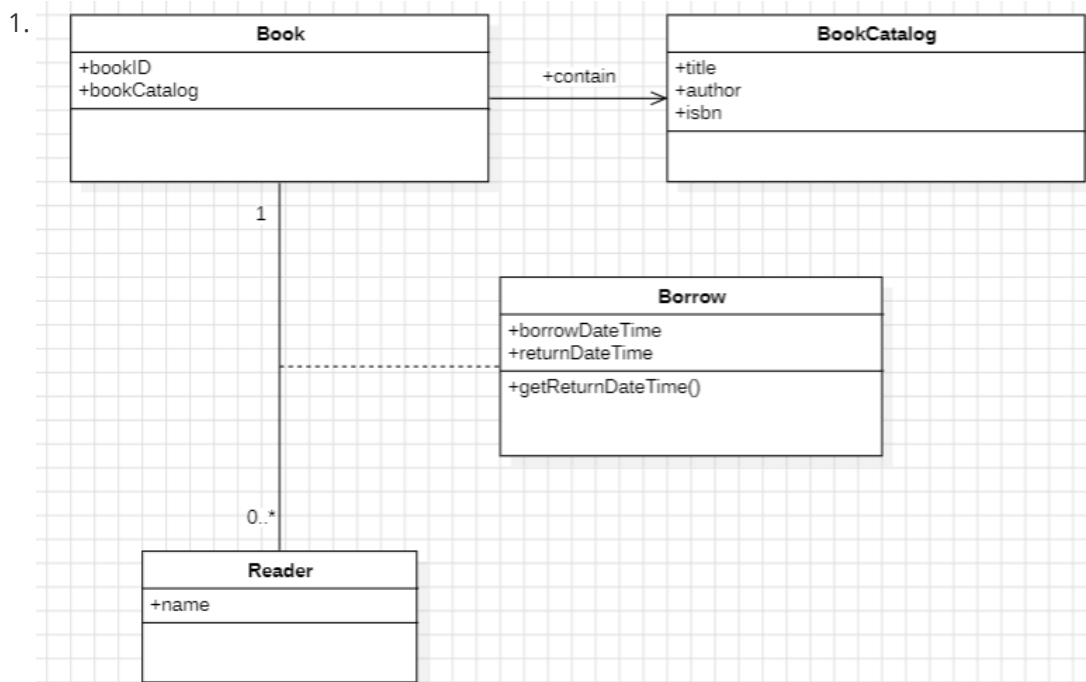 1.
Book
+bookID
+bookCatalog
+contain
BookCatalog
+title
+author
+isbn
1
Borrow
+borrowDateTime
+returnDateTime
+getReturnDateTime()
0..*
Reader
+name